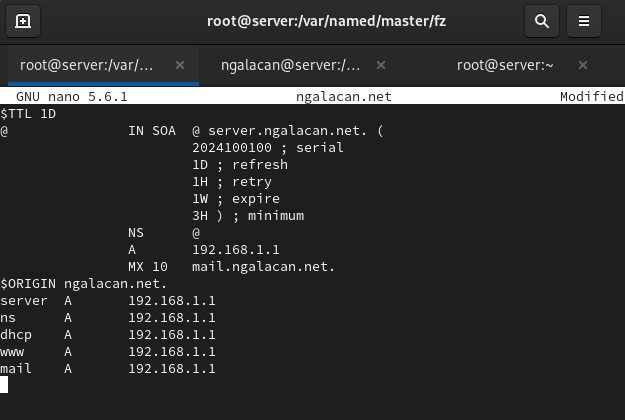 root@server:/var/named/master/fz
root@server:/var/... × ngalacan@server:/... × root@server:~ ×
GNU nano 5.6.1 ngalacan.net Modified
$TTL 1D
@ IN SOA @ server.ngalacan.net. (
2024100100 ; serial
1D ; refresh
1H ; retry
1W ; expire
3H ) ; minimum
NS @
A 192.168.1.1
MX 10 mail.ngalacan.net.
$ORIGIN ngalacan.net.
server A 192.168.1.1
ns A 192.168.1.1
dhcp A 192.168.1.1
www A 192.168.1.1
mail A 192.168.1.1